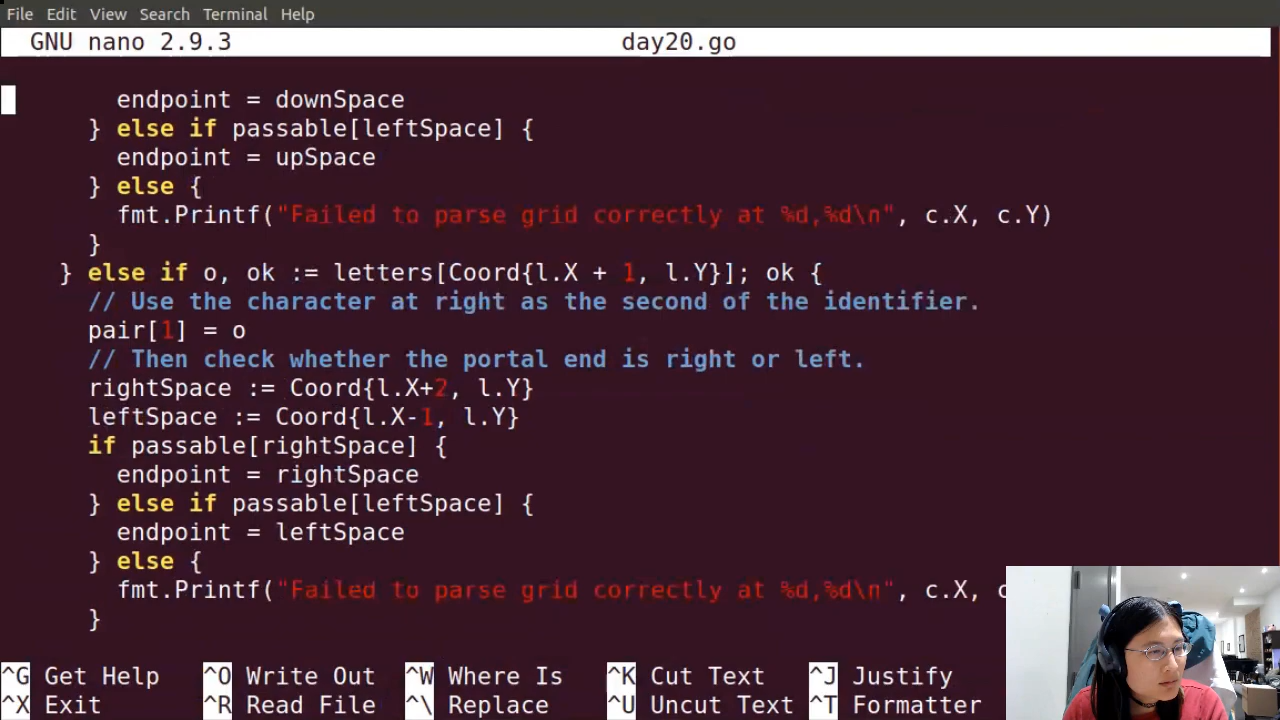 File Edit View Search Terminal Help
GNU nano 2.9.3 day20.go
endpoint = downSpace
} else if passable[leftSpace] {
endpoint = upSpace
} else {
fmt.Printf("Failed to parse grid correctly at %d,%d\n", c.X, c.Y)
}
} else if o, ok := letters[Coord{l.X + 1, l.Y}]; ok {
// Use the character at right as the second of the identifier.
pair[1] = o
// Then check whether the portal end is right or left.
rightSpace := Coord{l.X+2, l.Y}
leftSpace := Coord{l.X-1, l.Y}
if passable[rightSpace] {
endpoint = rightSpace
} else if passable[leftSpace] {
endpoint = leftSpace
} else {
fmt.Printf("Failed to parse grid correctly at %d,%d\n", c.X, c
}
^G Get Help ^O Write Out ^W Where Is ^K Cut Text ^J Justify
^X Exit ^R Read File ^\ Replace ^U Uncut Text ^T Formatter